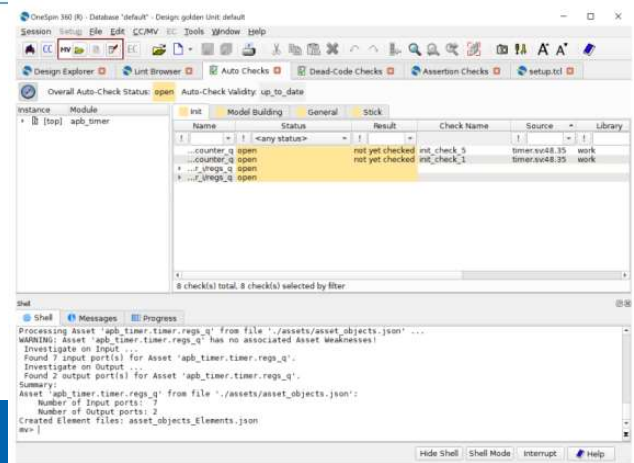 OneSpin 360 (R) - Database "default" - Design: golden Unit: default
Session Setup File Edit CC/MV EC Tools Window Help
CC MV EC
Design Explorer Lint Browser Auto Checks Dead-Code Checks Assertion Checks setup.tcl
Overall Auto-Check Status: open Auto-Check Validity: up_to_date
Instance Module
[top] apb_timer
Init Model Building General Stick
Name Status Result Check Name Source Library
! ! <any status> ! ! !
...counter_q open not yet checked init_check_5 timer.sv:48.35 work
...counter_q open not yet checked init_check_1 timer.sv:48.35 work
...r_i/regs_q open
...r_i/regs_q open
8 check(s) total, 8 check(s) selected by filter
Shell
Shell Messages Progress
Processing Asset 'apb_timer.timer.regs_q' from file './assets/asset_objects.json' ...
WARNING: Asset 'apb_timer.timer.regs_q' has no associated Asset Weaknesses!
Investigate on Input ...
Found 7 input port(s) for Asset 'apb_timer.timer.regs_q'.
Investigate on Output ...
Found 2 output port(s) for Asset 'apb_timer.timer.regs_q'.
Summary:
Asset 'apb_timer.timer.regs_q' from file './assets/asset_objects.json':
Number of Input ports: 7
Number of Output ports: 2
Created Element files: asset_objects_Elements.json
mv> |
Hide Shell Shell Mode Interrupt Help